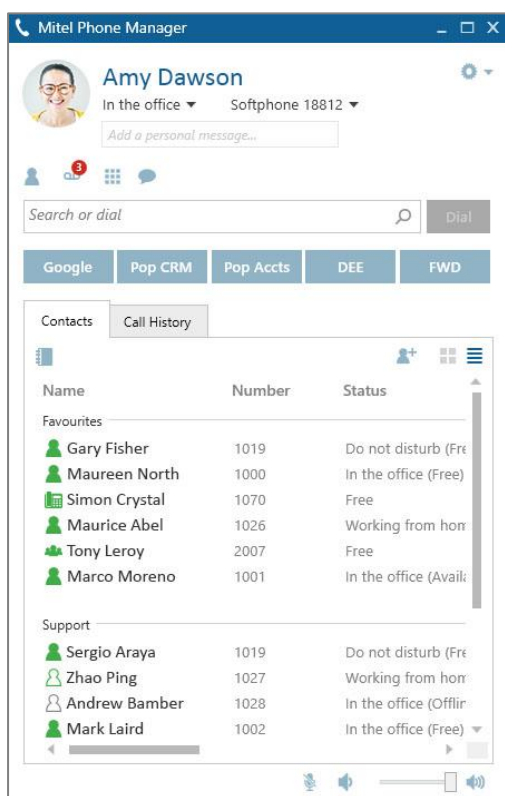 Mitel Phone Manager
Amy Dawson
In the office Softphone 18812
Add a personal message...
3
Search or dial Dial
Google Pop CRM Pop Accts DEE FWD
Contacts Call History
Name Number Status
Favourites
Gary Fisher 1019 Do not disturb (Fre
Maureen North 1000 In the office (Free)
Simon Crystal 1070 Free
Maurice Abel 1026 Working from hom
Tony Leroy 2007 Free
Marco Moreno 1001 In the office (Availa
Support
Sergio Araya 1019 Do not disturb (Fre
Zhao Ping 1027 Working from hom
Andrew Bamber 1028 In the office (Offlin
Mark Laird 1002 In the office (Free)